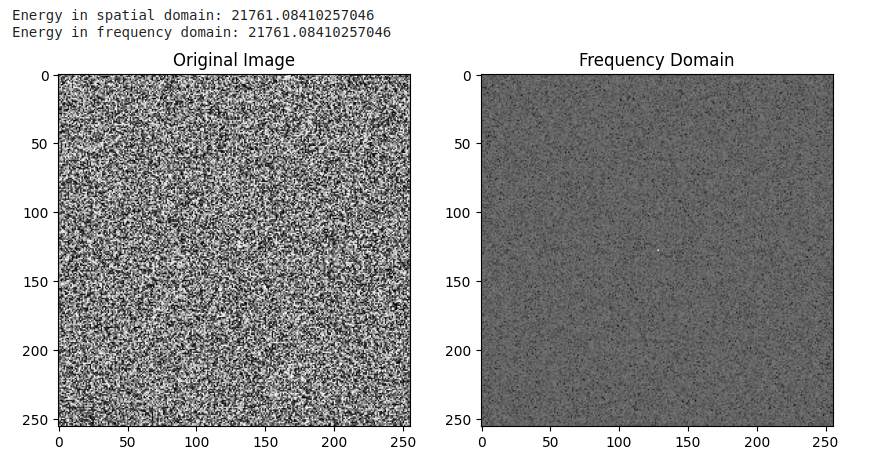 Energy in spatial domain: 21761.08410257046
Energy in frequency domain: 21761.08410257046
Original Image
Frequency Domain
0
50
100
150
200
250
0 50 100 150 200 250
0
50
100
150
200
250
0 50 100 150 200 250